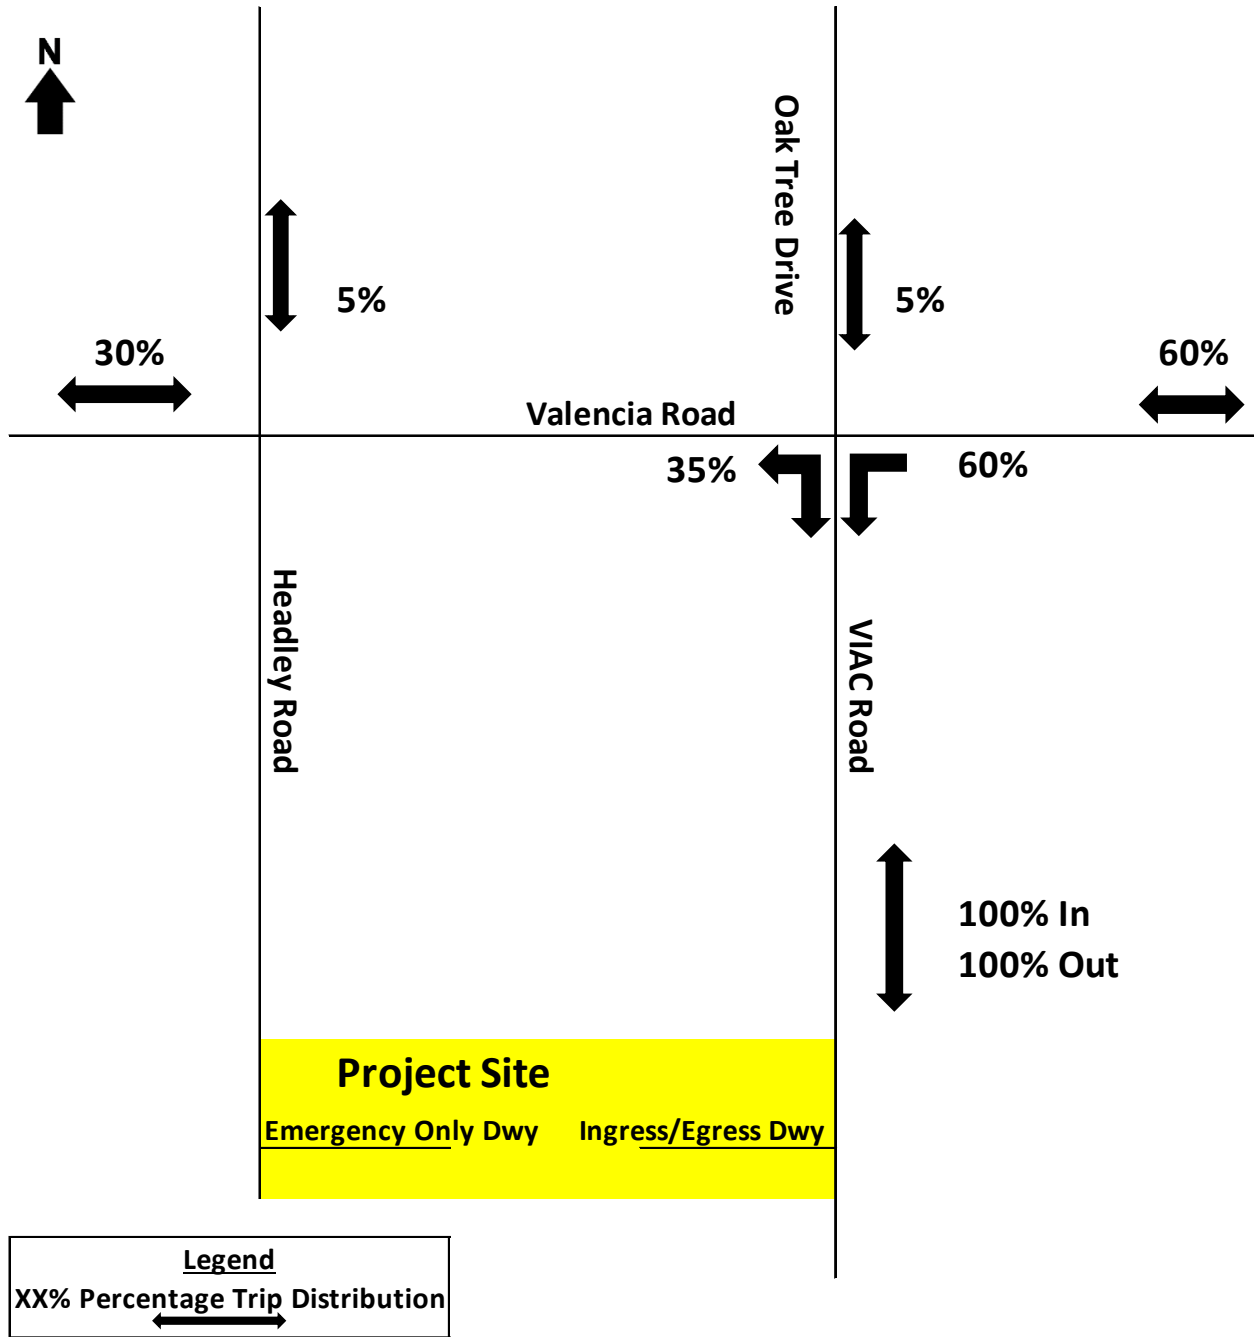 N
Oak Tree Drive
5%
5%
30%
60%
Valencia Road
35%
60%
Headley Road
VIAC Road
100% In
100% Out
Project Site
Emergency Only Dwy
Ingress/Egress Dwy
Legend
XX% Percentage Trip Distribution